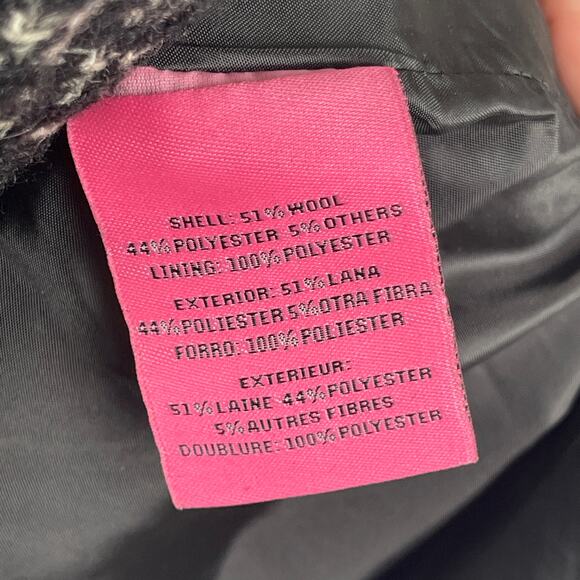 SHELL: 51% WOOL
44% POLYESTER 5% OTHERS
LINING: 100% POLYESTER
EXTERIOR: 51% LANA
44% POLIESTER 5% OTRA FIBRA
FORRO: 100% POLIESTER
EXTERIEUR:
51% LAINE 44% POLYESTER
5% AUTRES FIBRES
DOUBLURE: 100% POLYESTER